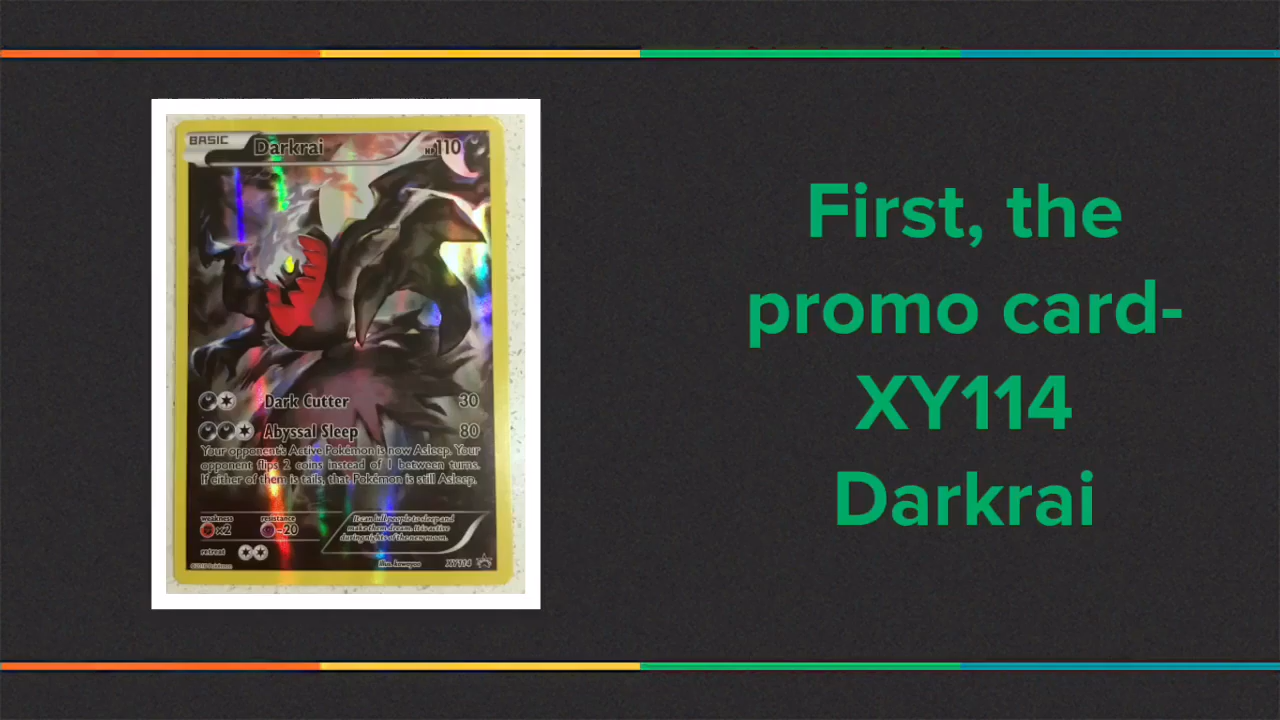 BASIC
Darkrai
HP110
Dark Cutter 30
Abyssal Sleep 80
Your opponent's Active Pokémon is now Asleep. Your
opponent flips 2 coins instead of 1 between turns.
If either of them is tails, that Pokémon is still Asleep.
weakness
×2
resistance
-20
retreat
It can lull people to sleep and
make them dream. It is active
during nights of the new moon.
Illus. kawayoo
XY114
First, the
promo card-
XY114
Darkrai